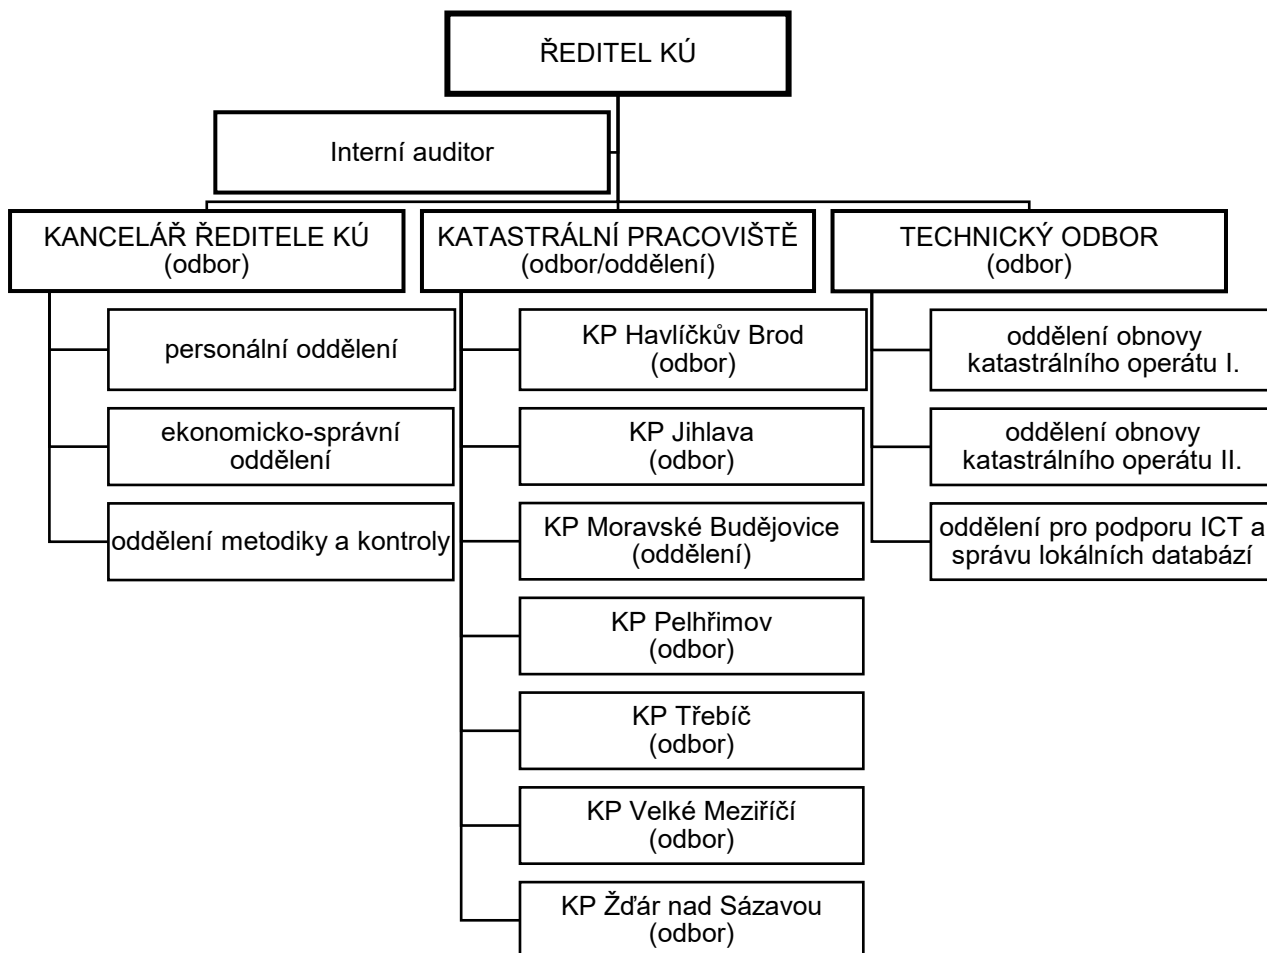 ŘEDITEL KÚ
Interní auditor
KANCELÁŘ ŘEDITELE KÚ
(odbor)
personální oddělení
ekonomicko-správní
oddělení
oddělení metodiky a kontroly
KATASTRÁLNÍ PRACOVIŠTĚ
(odbor/oddělení)
KP Havlíčkův Brod
(odbor)
KP Jihlava
(odbor)
KP Moravské Budějovice
(oddělení)
KP Pelhřimov
(odbor)
KP Třebíč
(odbor)
KP Velké Meziříčí
(odbor)
KP Žďár nad Sázavou
(odbor)
TECHNICKÝ ODBOR
(odbor)
oddělení obnovy
katastrálního operátu I.
oddělení obnovy
katastrálního operátu II.
oddělení pro podporu ICT a
správu lokálních databází